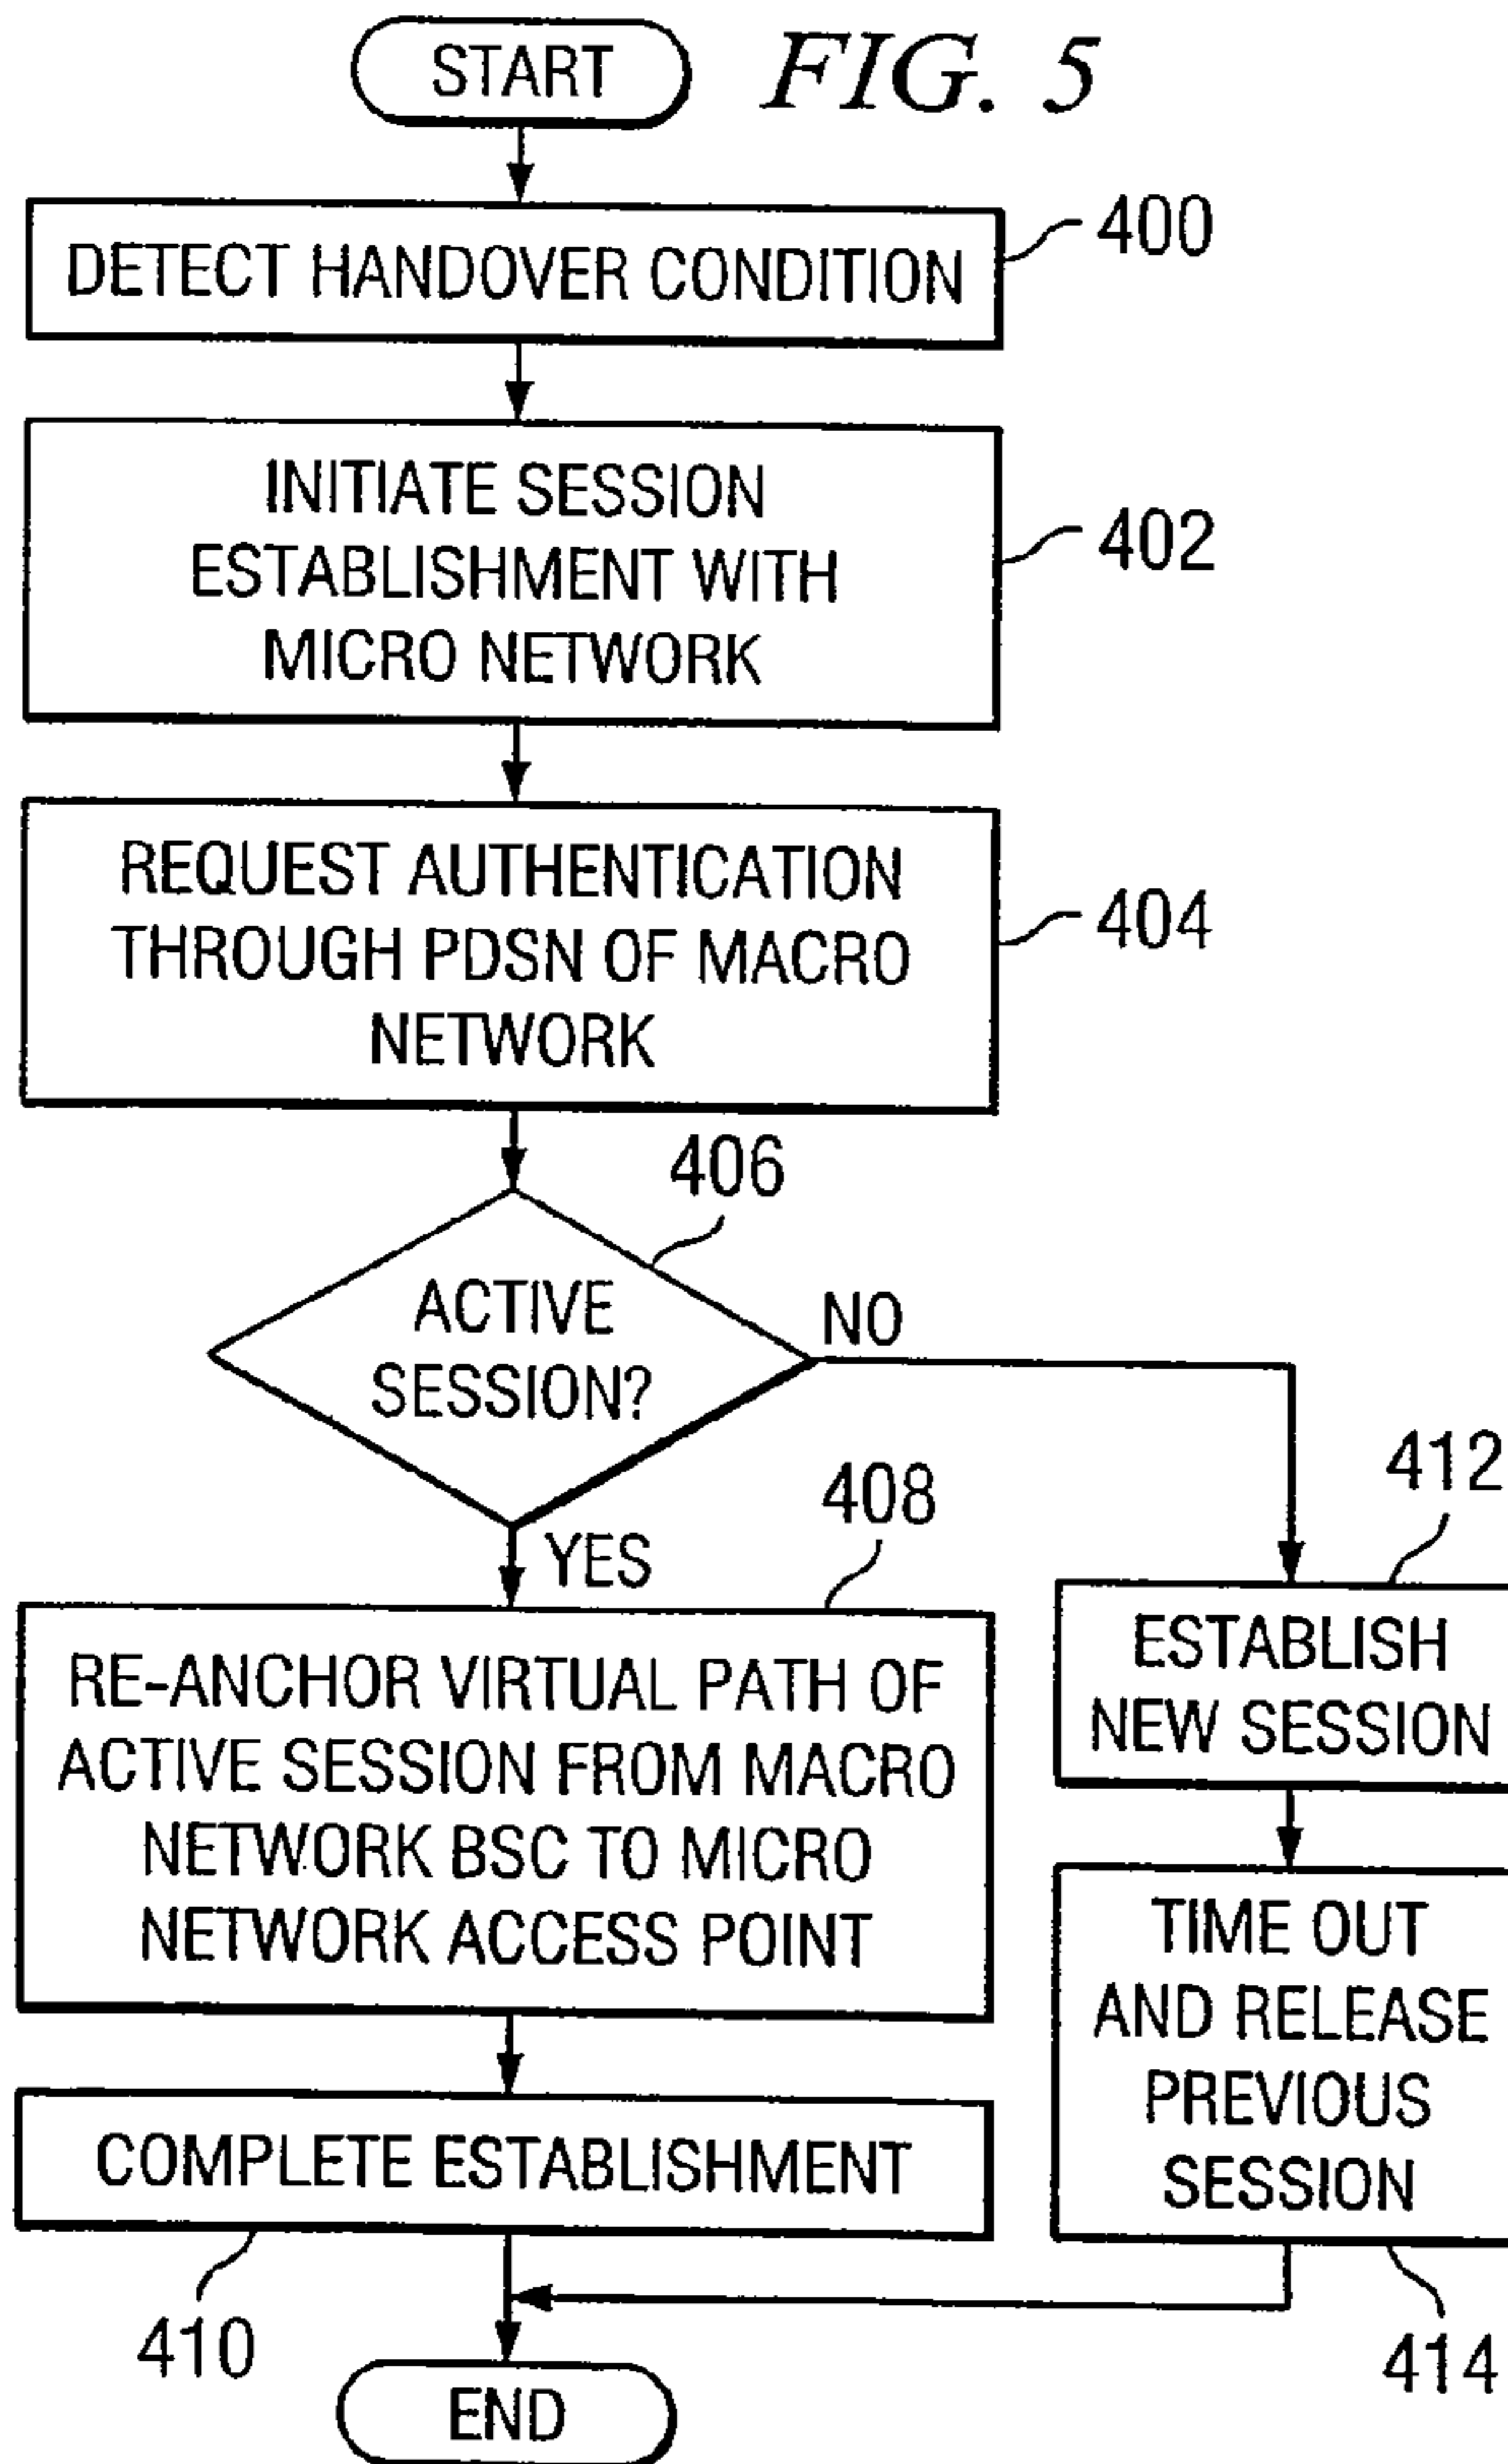 START
FIG. 5
DETECT HANDOVER CONDITION
400
INITIATE SESSION
ESTABLISHMENT WITH
MICRO NETWORK
402
REQUEST AUTHENTICATION
THROUGH PDSN OF MACRO
NETWORK
404
406
ACTIVE
SESSION?
NO
YES
408
RE-ANCHOR VIRTUAL PATH OF
ACTIVE SESSION FROM MACRO
NETWORK BSC TO MICRO
NETWORK ACCESS POINT
412
ESTABLISH
NEW SESSION
TIME OUT
AND RELEASE
PREVIOUS
SESSION
COMPLETE ESTABLISHMENT
410
414
END